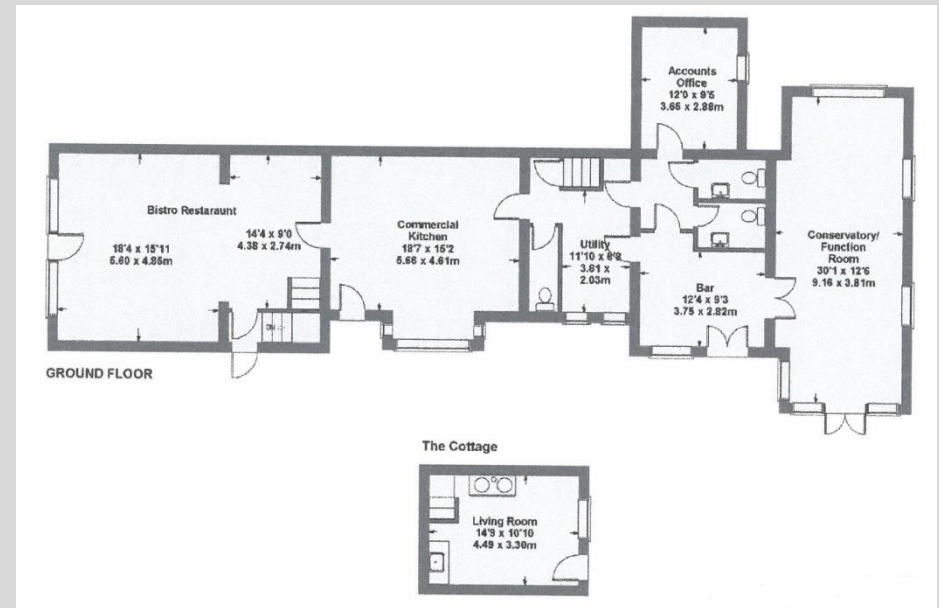 Accounts
Office
12'0 x 9'5
3.66 x 2.88m
Bistro Restaraunt
18'4 x 15'11
5.60 x 4.85m
14'4 x 9'0
4.38 x 2.74m
Commercial
Kitchen
18'7 x 15'2
5.66 x 4.61m
Utility
11'10 x 6'8
3.61 x
2.03m
Bar
12'4 x 9'3
3.75 x 2.82m
Conservatory/
Function
Room
30'1 x 12'6
9.16 x 3.81m
DN
GROUND FLOOR
The Cottage
Living Room
14'9 x 10'10
4.49 x 3.30m